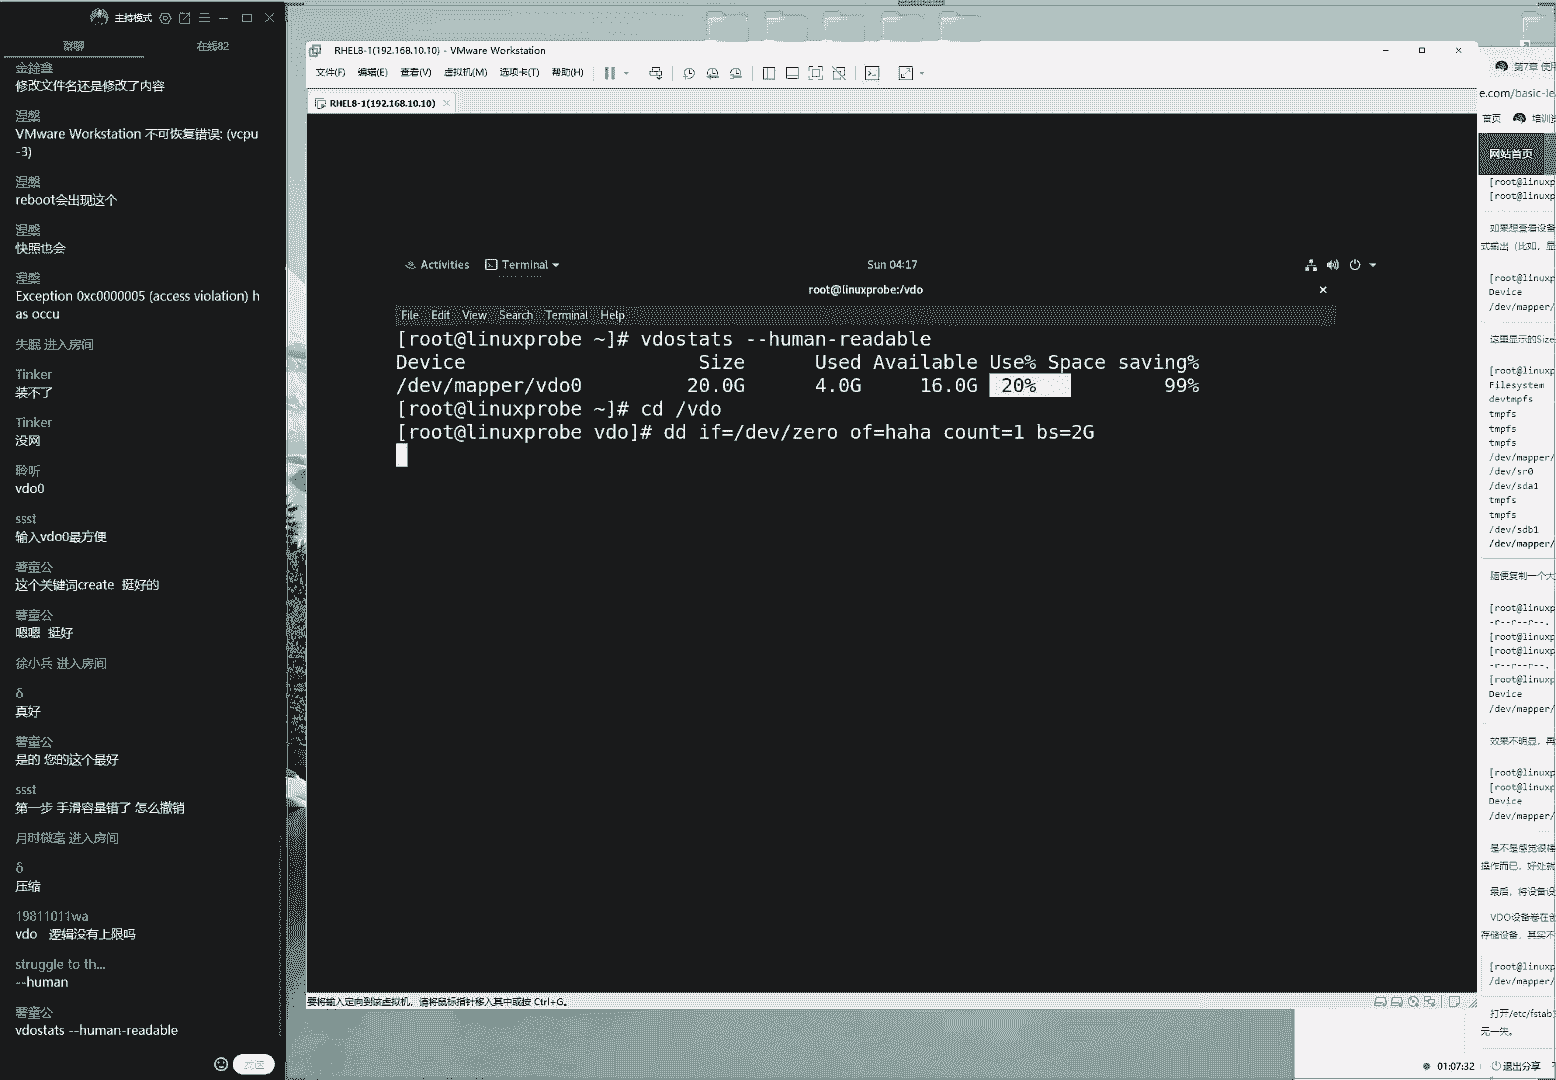 主持模式
聊
在线82
修改文件名还是修改了内容
涅槃
VMware Workstation 不可恢复错误: (vcpu
-3)
涅槃
reboot会出现这个
涅槃
快照也会
涅槃
Exception 0xc0000005 (access violation) h
as occu
失眠 进入房间
Tinker
装不了
Tinker
没网
聆听
vdo0
ssst
输入vdo0最方便
薯童公
这个关键词create 挺好的
薯童公
嗯嗯 挺好
徐小兵 进入房间
δ
真好
薯童公
是的 您的这个最好
ssst
第一步 手滑容量错了 怎么撤销
进入房间
δ
压缩
19811011wa
vdo 逻辑没有上限吗
struggle to th...
--human
薯童公
vdostats --human-readable
RHEL8-1(192.168.10.10) - VMware Workstation
文件(F) 编辑(E) 查看(V) 虚拟机(M) 选项卡(T) 帮助(H)
RHEL8-1(192.168.10.10)
Activities Terminal Sun 04:17
root@linuxprobe:/vdo
File Edit View Search Terminal Help
[root@linuxprobe ~]# vdostats --human-readable
Device Size Used Available Use% Space saving%
/dev/mapper/vdo0 20.0G 4.0G 16.0G 20% 99%
[root@linuxprobe ~]# cd /vdo
[root@linuxprobe vdo]# dd if=/dev/zero of=haha count=1 bs=2G
要将输入定向到该虚拟机，请将鼠标指针移入其中或按 Ctrl+G。
第7章 使用
e.com/basic-le
首页 培训
网站首页
[root@linuxp
[root@linuxp
如果想查看设备
式输出（比如，显
[root@linuxp
Device
/dev/mapper/
这里显示的Size
[root@linuxp
Filesystem
devtmpfs
tmpfs
tmpfs
tmpfs
/dev/mapper/
/dev/sr0
/dev/sda1
tmpfs
tmpfs
/dev/sdb1
/dev/mapper/
随便复制一个大
[root@linuxp
-r--r--r--.
[root@linuxp
[root@linuxp
-r--r--r--.
[root@linuxp
Device
/dev/mapper/
效果不明显，再
[root@linuxp
[root@linuxp
Device
/dev/mapper/
是不是感觉很棒
操作而已，好处就
最后，将设备设
VDO设备卷在创
存储设备，其实不
[root@linuxp
/dev/mapper/
打开/etc/fstab
无一失。
01:07:32 退出分享